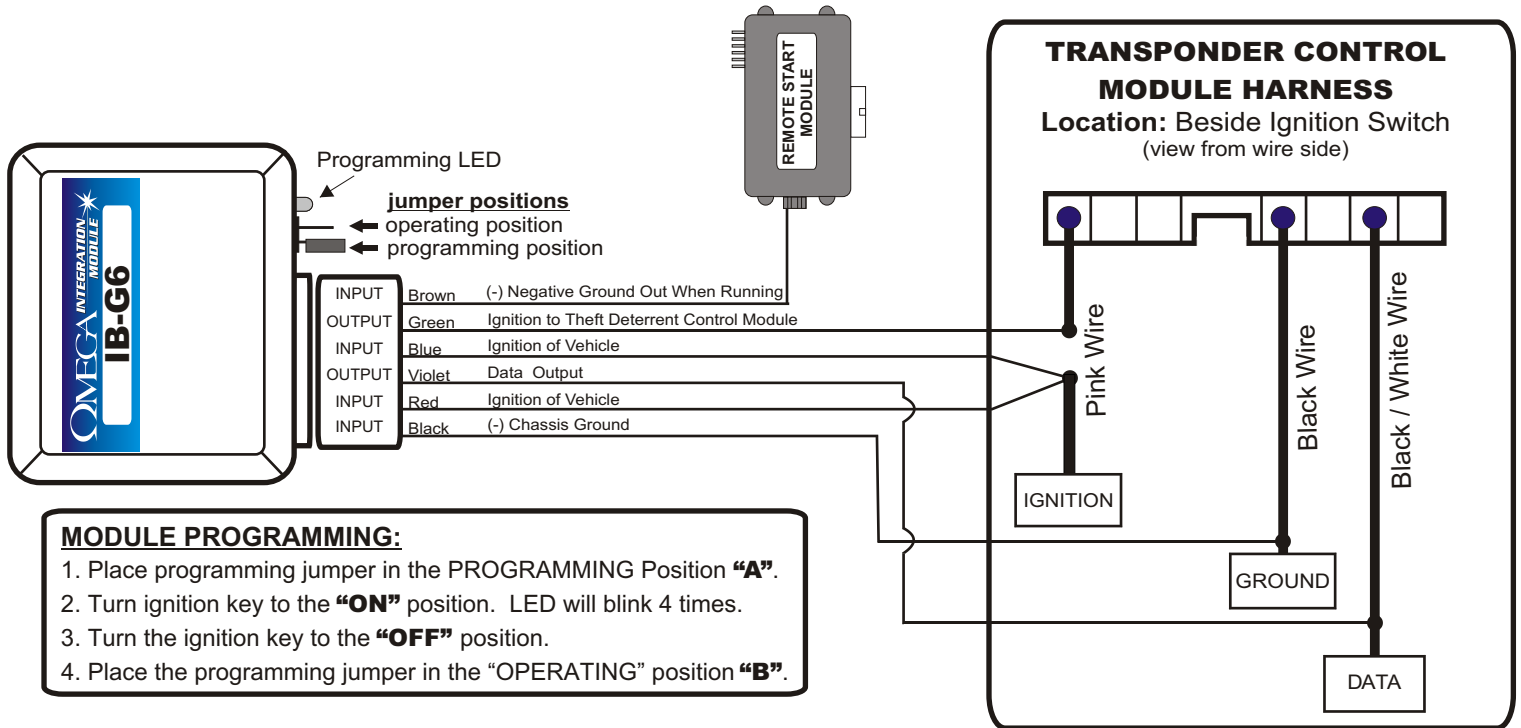 OMEGA INTEGRATION MODULE
IB-G6
Programming LED
jumper positions
operating position
programming position
REMOTE START
MODULE
INPUT Brown (-) Negative Ground Out When Running
OUTPUT Green Ignition to Theft Deterrent Control Module
INPUT Blue Ignition of Vehicle
OUTPUT Violet Data Output
INPUT Red Ignition of Vehicle
INPUT Black (-) Chassis Ground
MODULE PROGRAMMING:
1. Place programming jumper in the PROGRAMMING Position “A”.
2. Turn ignition key to the “ON” position. LED will blink 4 times.
3. Turn the ignition key to the “OFF” position.
4. Place the programming jumper in the “OPERATING” position “B”.
TRANSPONDER CONTROL
MODULE HARNESS
Location: Beside Ignition Switch
(view from wire side)
Pink Wire
Black Wire
Black / White Wire
IGNITION
GROUND
DATA